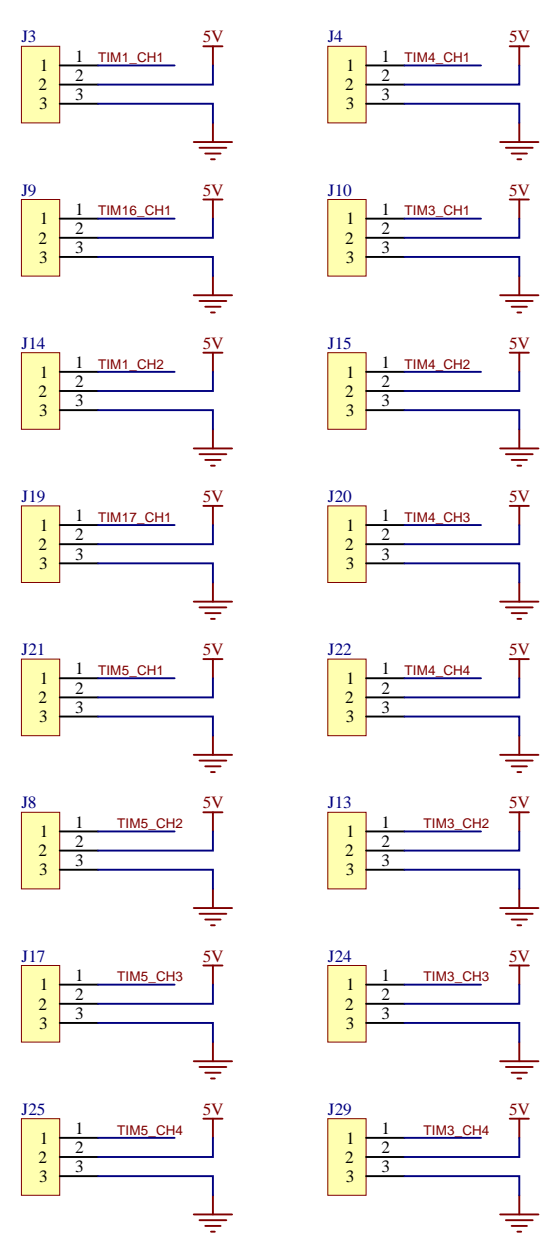 J3 5V J4 5V
1 1 TIM1_CH1 1 1 TIM4_CH1
2 2 2 2
3 3 3 3
J9 5V J10 5V
1 1 TIM16_CH1 1 1 TIM3_CH1
2 2 2 2
3 3 3 3
J14 5V J15 5V
1 1 TIM1_CH2 1 1 TIM4_CH2
2 2 2 2
3 3 3 3
J19 5V J20 5V
1 1 TIM17_CH1 1 1 TIM4_CH3
2 2 2 2
3 3 3 3
J21 5V J22 5V
1 1 TIM5_CH1 1 1 TIM4_CH4
2 2 2 2
3 3 3 3
J8 5V J13 5V
1 1 TIM5_CH2 1 1 TIM3_CH2
2 2 2 2
3 3 3 3
J17 5V J24 5V
1 1 TIM5_CH3 1 1 TIM3_CH3
2 2 2 2
3 3 3 3
J25 5V J29 5V
1 1 TIM5_CH4 1 1 TIM3_CH4
2 2 2 2
3 3 3 3